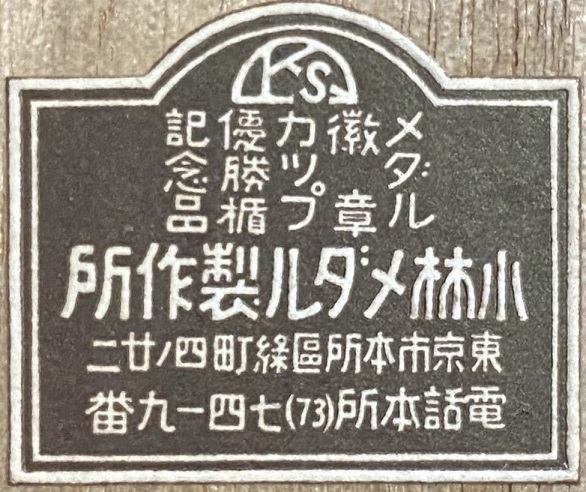 KS
メダル
徽章
カップ
優勝楯
記念品
小林メダル製作所
東京市本所區緑町四ノ廿二
電話本所(73)七四一九番